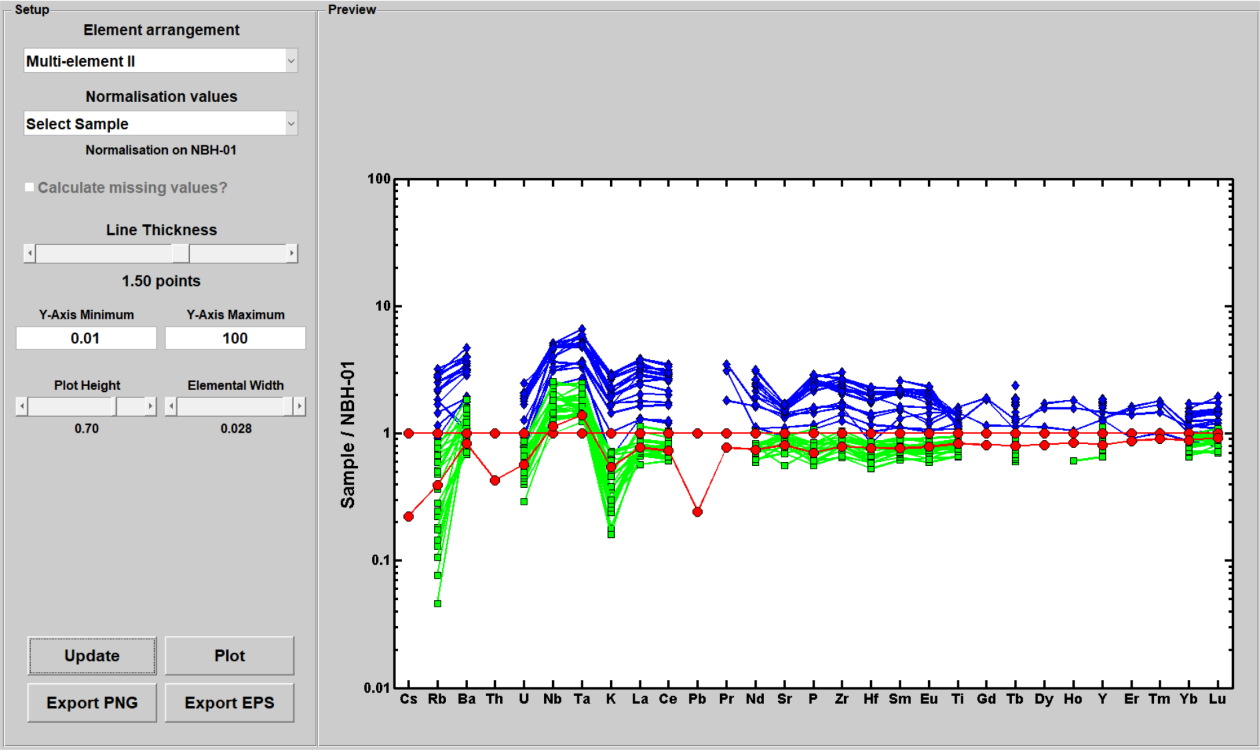 Setup
Element arrangement
Multi-element II
Normalisation values
Select Sample
Normalisation on NBH-01
Calculate missing values?
Line Thickness
1.50 points
Y-Axis Minimum Y-Axis Maximum
0.01 100
Plot Height Elemental Width
0.70 0.028
Update Plot
Export PNG Export EPS
Preview
Sample / NBH-01
100
10
1
0.1
0.01
Cs Rb Ba Th U Nb Ta K La Ce Pb Pr Nd Sr P Zr Hf Sm Eu Ti Gd Tb Dy Ho Y Er Tm Yb Lu